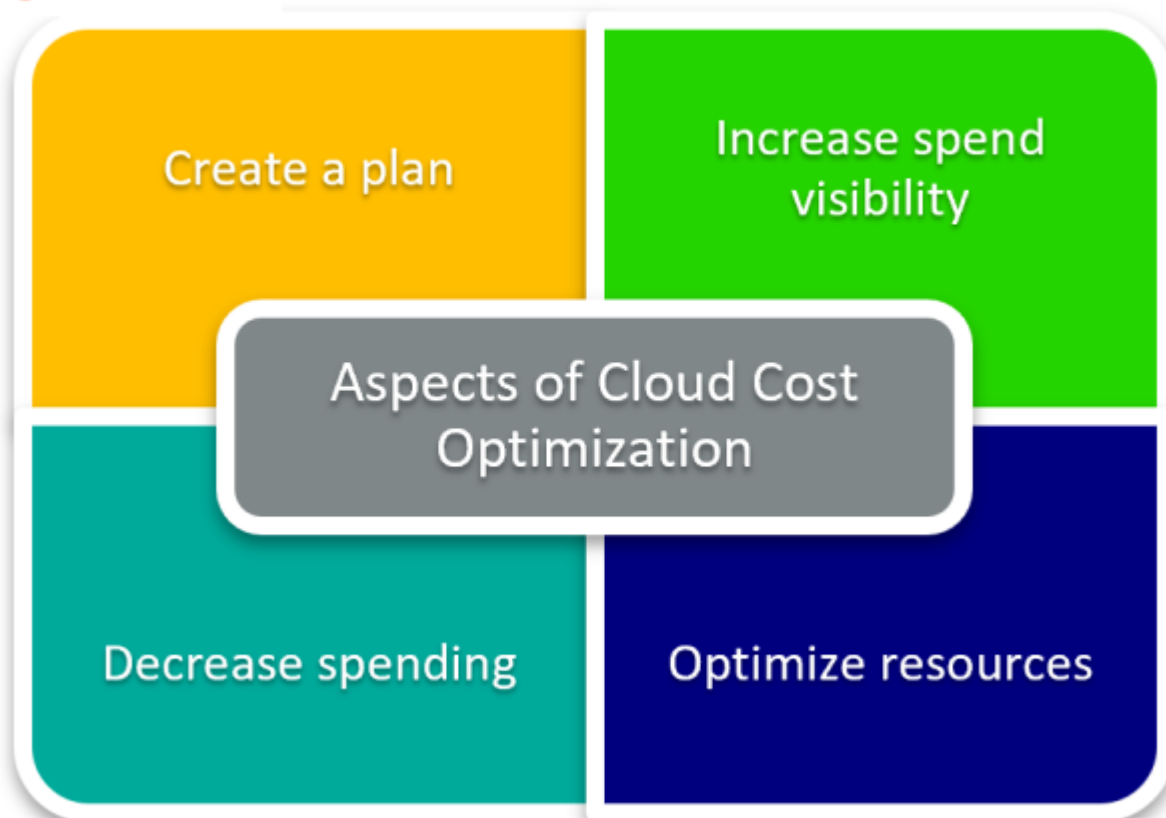 Create a plan
Increase spend
visibility
Aspects of Cloud Cost
Optimization
Decrease spending
Optimize resources